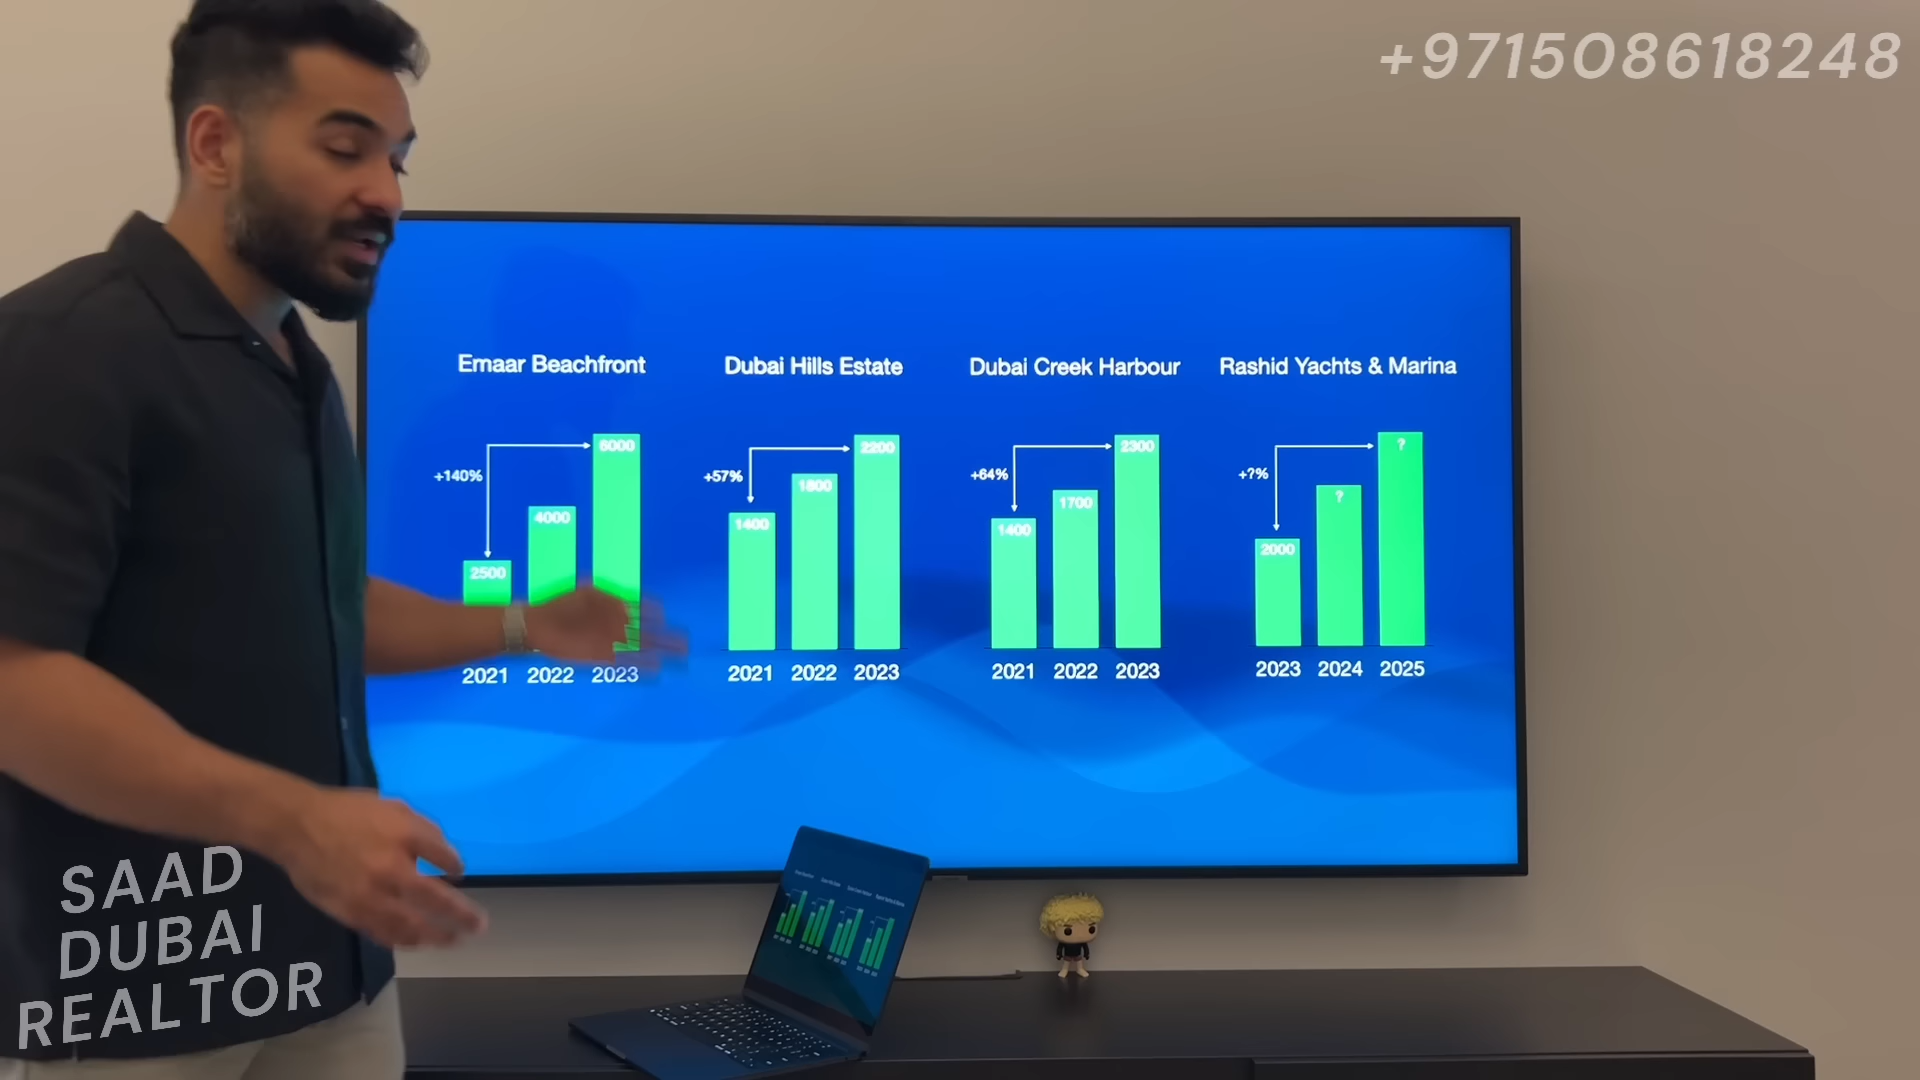 +971508618248
Emaar Beachfront
Dubai Hills Estate
Dubai Creek Harbour
Rashid Yachts & Marina
+140%
2500
4000
6000
2021 2022 2023
+57%
1400
1800
2200
2021 2022 2023
+64%
1400
1700
2300
2021 2022 2023
+?%
2000
?
?
2023 2024 2025
SAAD
DUBAI
REALTOR